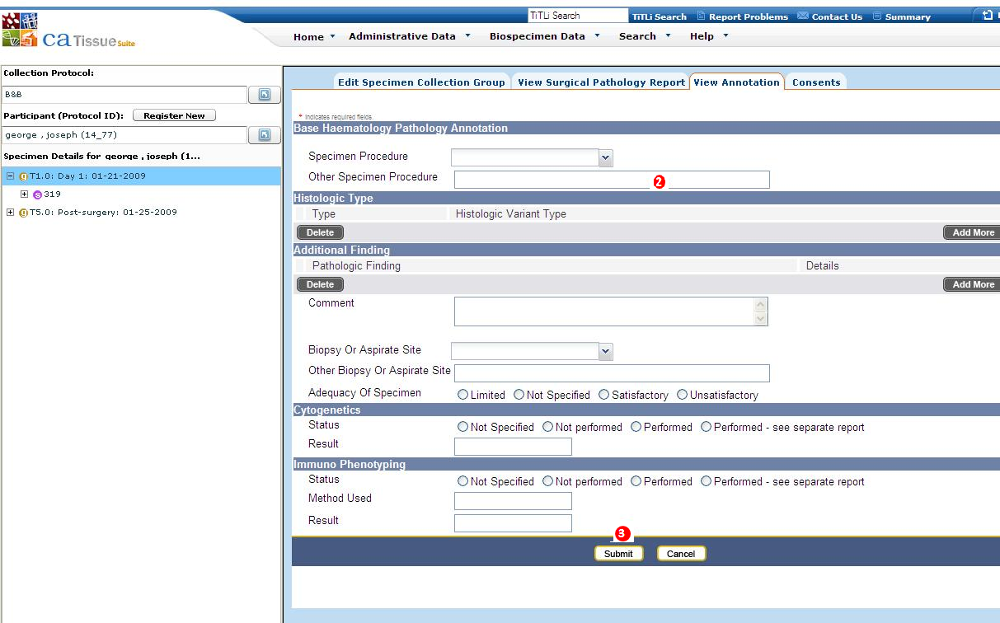 TiTLi Search TiTLi Search Report Problems Contact Us Summary
ca Tissue Suite
Home Administrative Data Biospecimen Data Search Help
Collection Protocol:
B&B
Participant (Protocol ID): Register New
george , joseph (14_77)
Specimen Details for george , joseph (1...
T1.0: Day 1: 01-21-2009
S 319
T5.0: Post-surgery: 01-25-2009
Edit Specimen Collection Group View Surgical Pathology Report View Annotation Consents
* Indicates required fields.
Base Haematology Pathology Annotation
Specimen Procedure
Other Specimen Procedure
2
Histologic Type
Type Histologic Variant Type
Delete Add More
Additional Finding
Pathologic Finding Details
Delete Add More
Comment
Biopsy Or Aspirate Site
Other Biopsy Or Aspirate Site
Adequacy Of Specimen Limited Not Specified Satisfactory Unsatisfactory
Cytogenetics
Status Not Specified Not performed Performed Performed - see separate report
Result
Immuno Phenotyping
Status Not Specified Not performed Performed Performed - see separate report
Method Used
Result
3
Submit Cancel